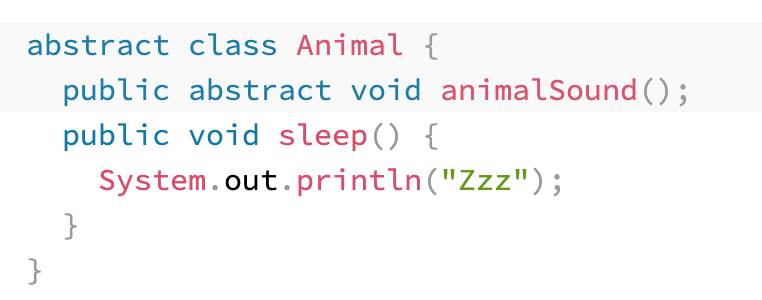 abstract class Animal {
  public abstract void animalSound();
  public void sleep() {
    System.out.println("Zzz");
  }
}